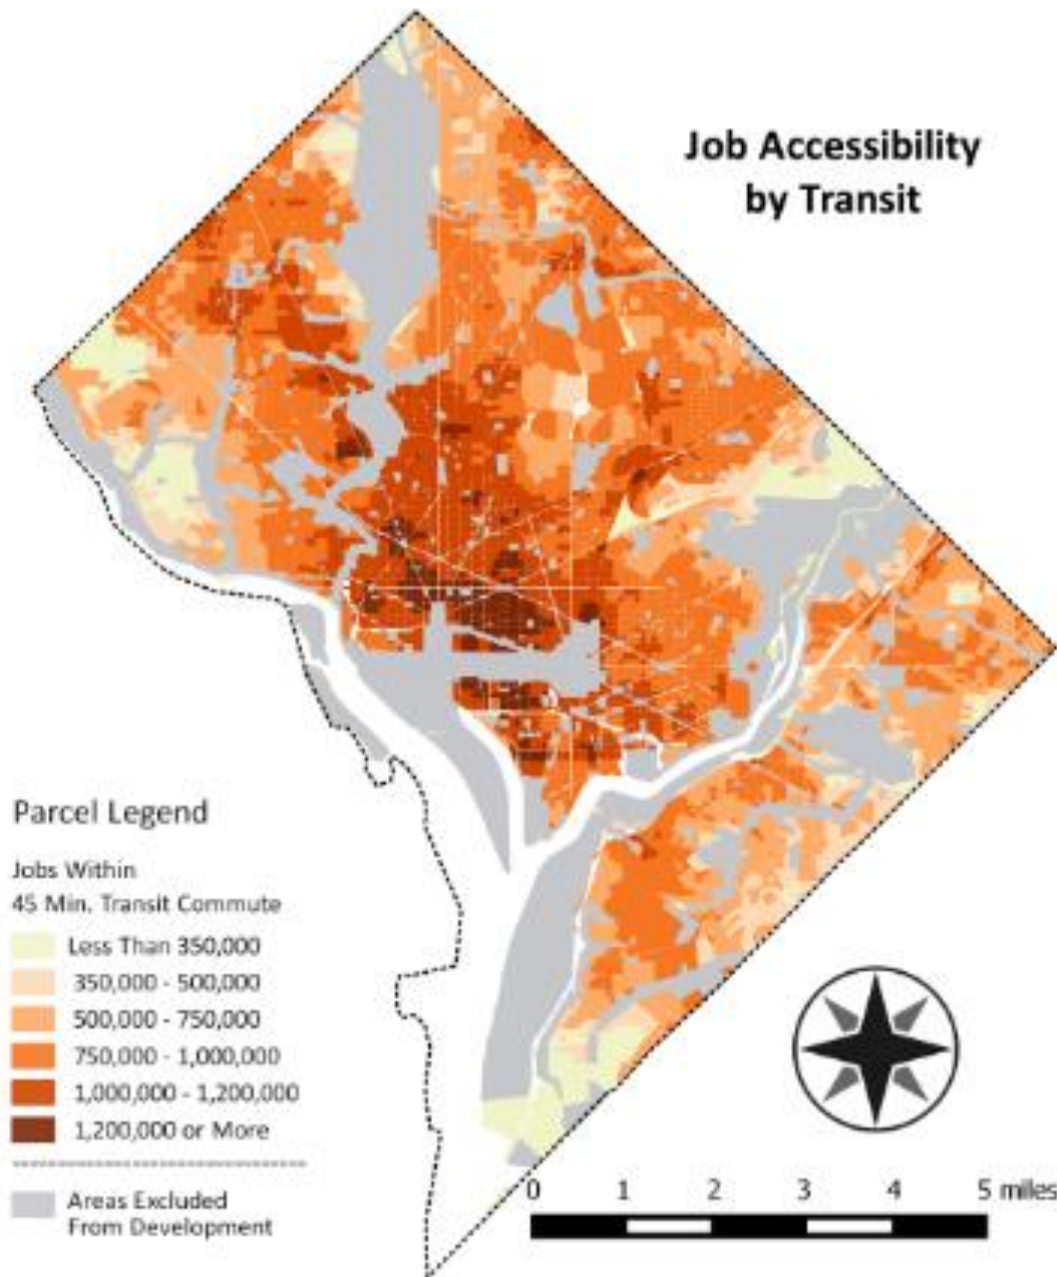 Job Accessibility
by Transit
Parcel Legend
Jobs Within
45 Min. Transit Commute
Less Than 350,000
350,000 - 500,000
500,000 - 750,000
750,000 - 1,000,000
1,000,000 - 1,200,000
1,200,000 or More
Areas Excluded
From Development
0 1 2 3 4 5 miles